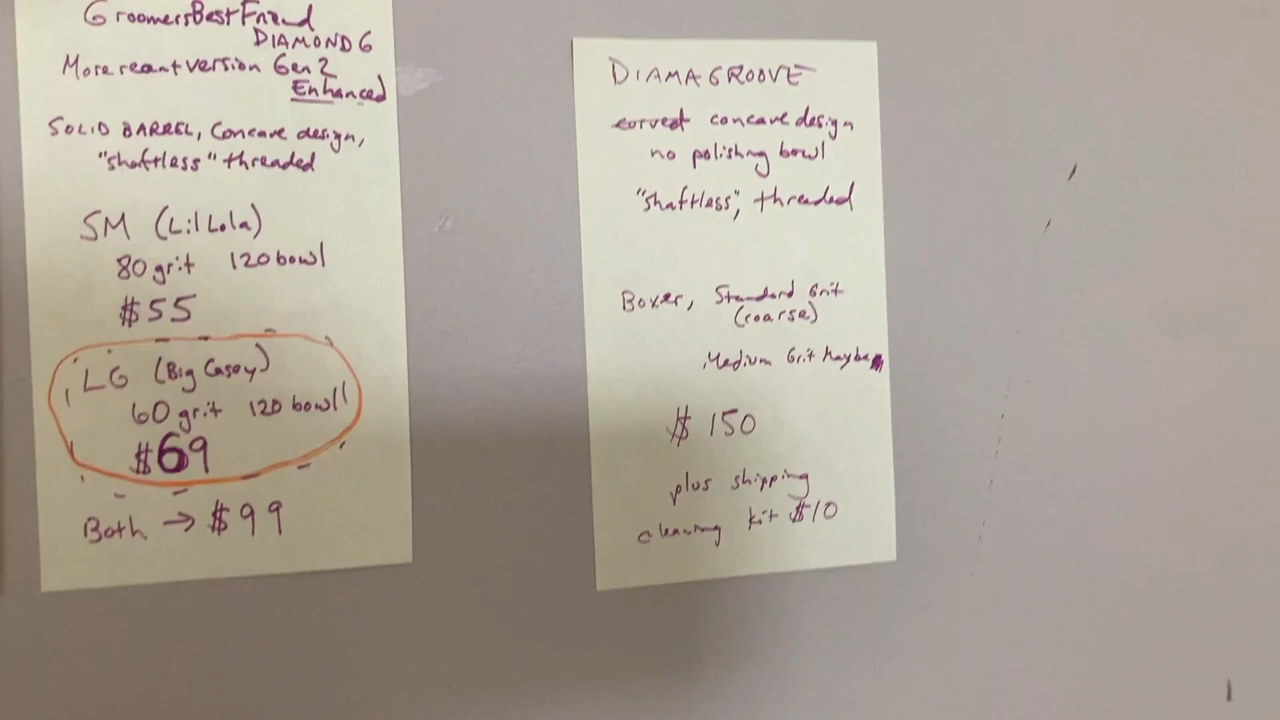 GroomersBestFriend
DIAMOND G
More recant version Gen 2
Enhanced
SOLID BARREL, Concave design,
"shaftless" threaded
SM (Lil Lola)
80 grit 120 bowl
$55
LG (Big Casey)
60 grit 120 bowl
$69
Both → $99
DIAMAGROOVE
curved concave design
no polishing bowl
"shaftless", threaded
Boxer, Standard Grit
(coarse)
Medium Grit Maybe
$150
plus shipping
cleaning kit $10